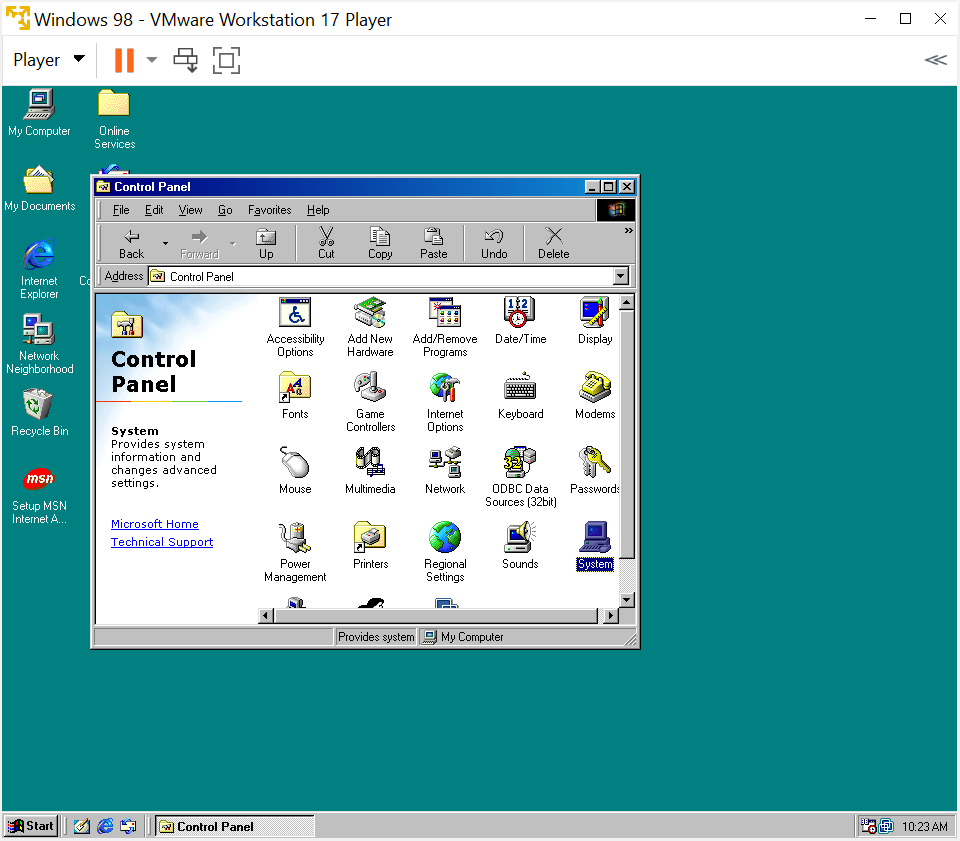 Windows 98 - VMware Workstation 17 Player
Player
My Computer
Online
Services
My Documents
Internet
Explorer
Co
Network
Neighborhood
Recycle Bin
msn
Setup MSN
Internet A...
Control Panel
File Edit View Go Favorites Help
Back Forward Up Cut Copy Paste Undo Delete
Address Control Panel
Control
Panel
System
Provides system
information and
changes advanced
settings.
Microsoft Home
Technical Support
Accessibility
Options
Add New
Hardware
Add/Remove
Programs
Date/Time
Display
Fonts
Game
Controllers
Internet
Options
Keyboard
Modems
Mouse
Multimedia
Network
ODBC Data
Sources (32bit)
Passwords
Power
Management
Printers
Regional
Settings
Sounds
System
Provides system My Computer
Start Control Panel 10:23 AM